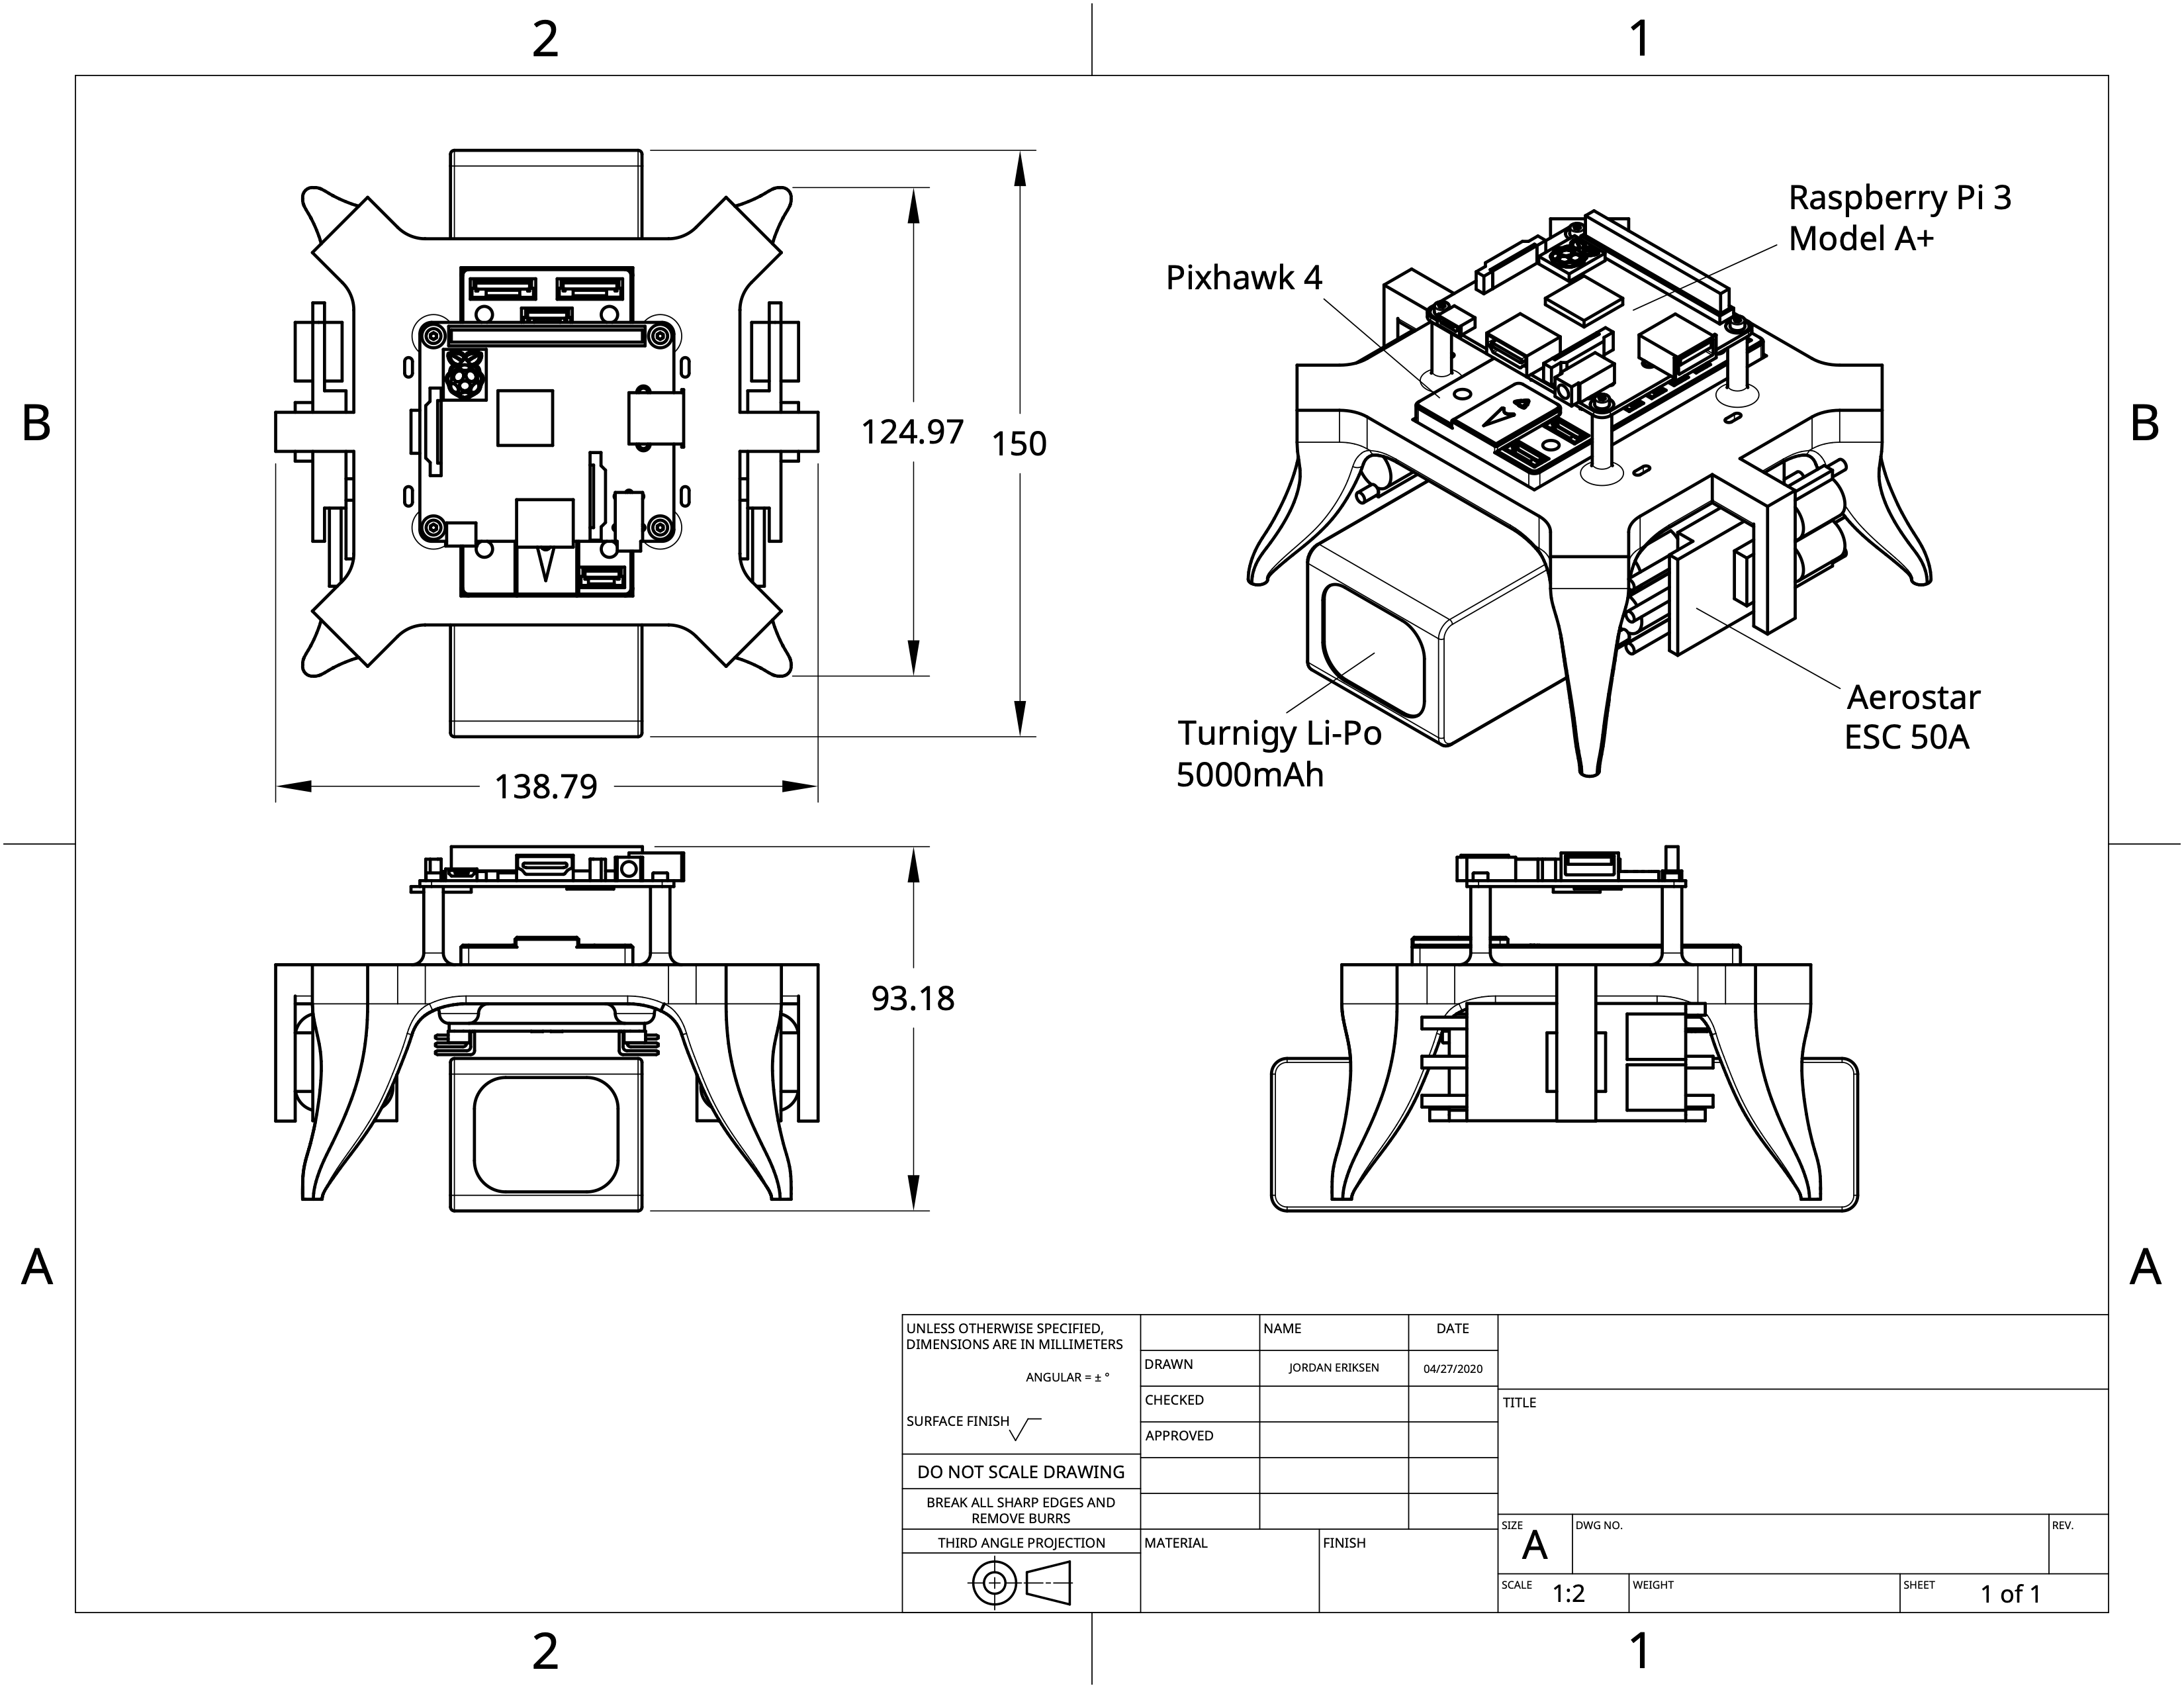 2
1
B
B
A
A
2
1
124.97
150
138.79
93.18
Raspberry Pi 3
Model A+
Pixhawk 4
Turnigy Li-Po
5000mAh
Aerostar
ESC 50A
UNLESS OTHERWISE SPECIFIED,
DIMENSIONS ARE IN MILLIMETERS
ANGULAR = ± °
SURFACE FINISH
DO NOT SCALE DRAWING
BREAK ALL SHARP EDGES AND
REMOVE BURRS
THIRD ANGLE PROJECTION
NAME
DATE
DRAWN
JORDAN ERIKSEN
04/27/2020
CHECKED
APPROVED
MATERIAL
FINISH
TITLE
SIZE
A
DWG NO.
REV.
SCALE
1:2
WEIGHT
SHEET
1 of 1